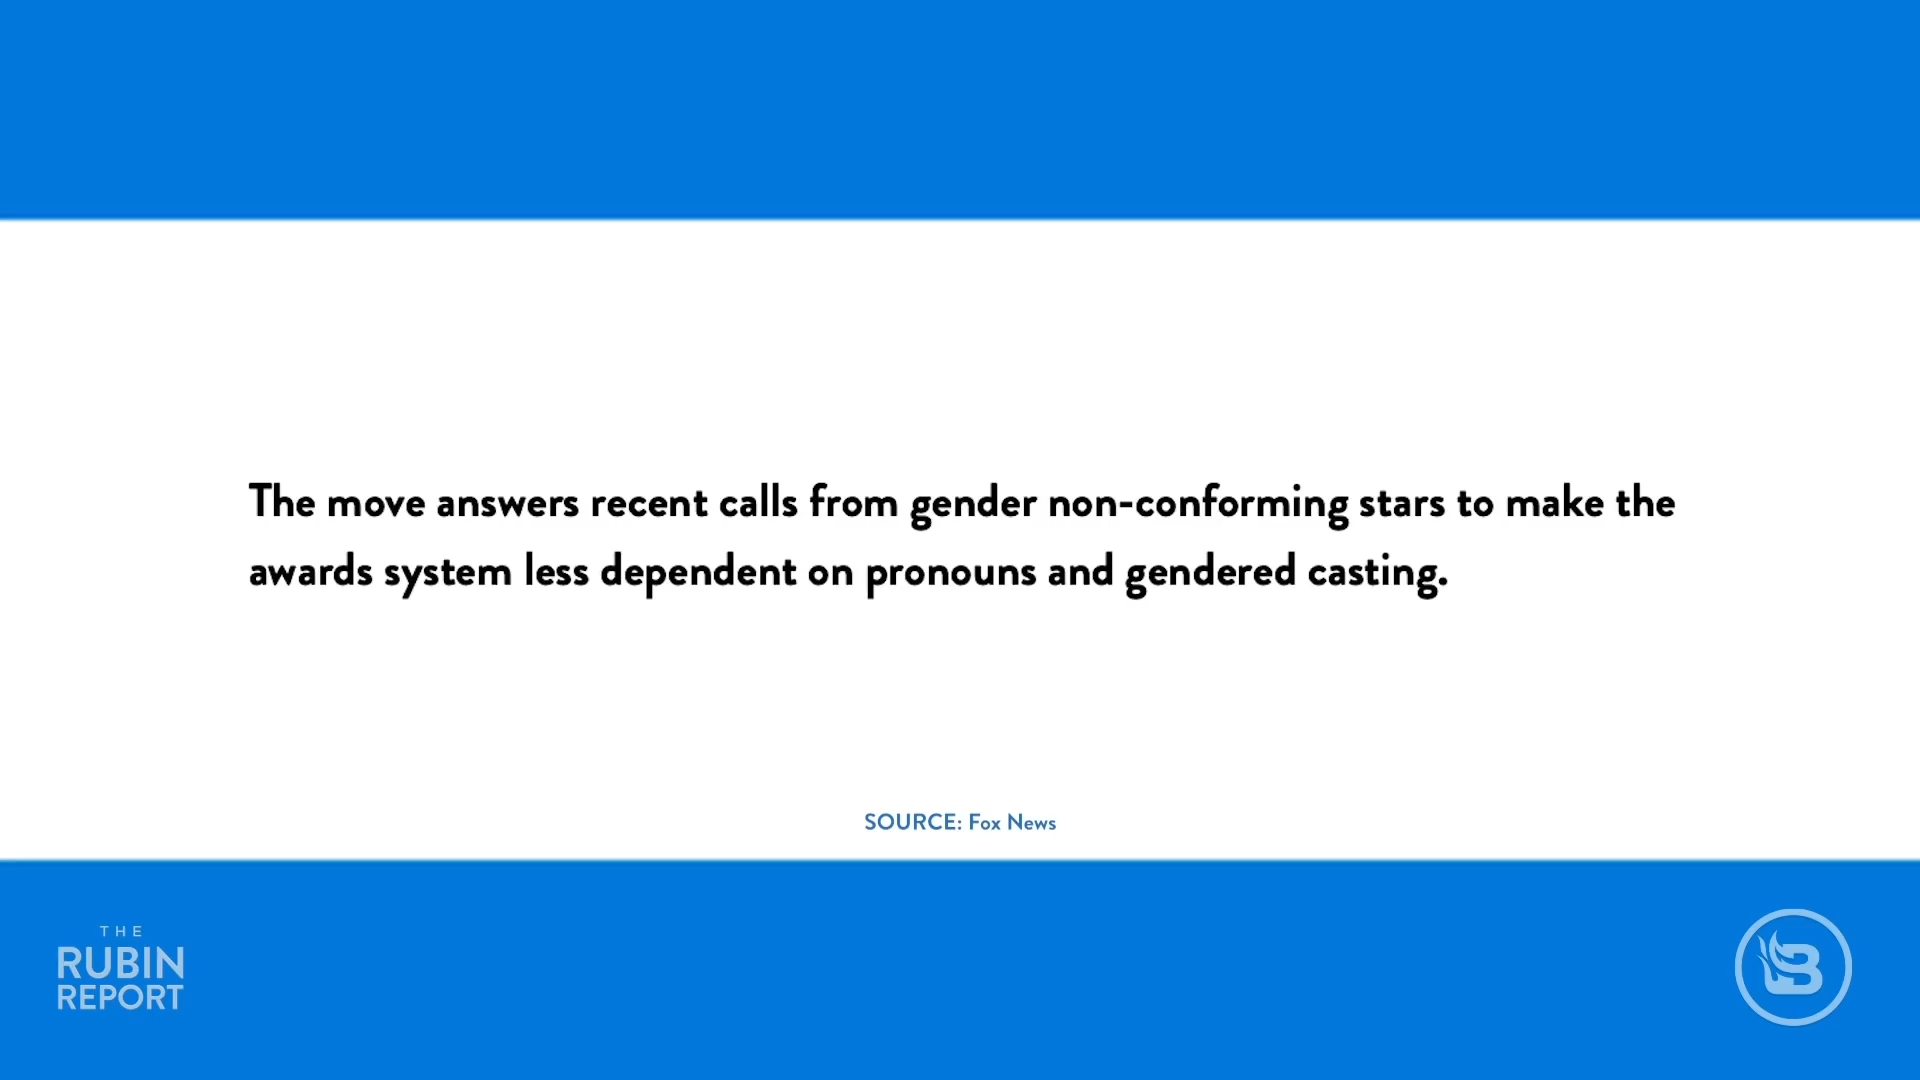 The move answers recent calls from gender non-conforming stars to make the
awards system less dependent on pronouns and gendered casting.
SOURCE: Fox News
THE
RUBIN
REPORT
B